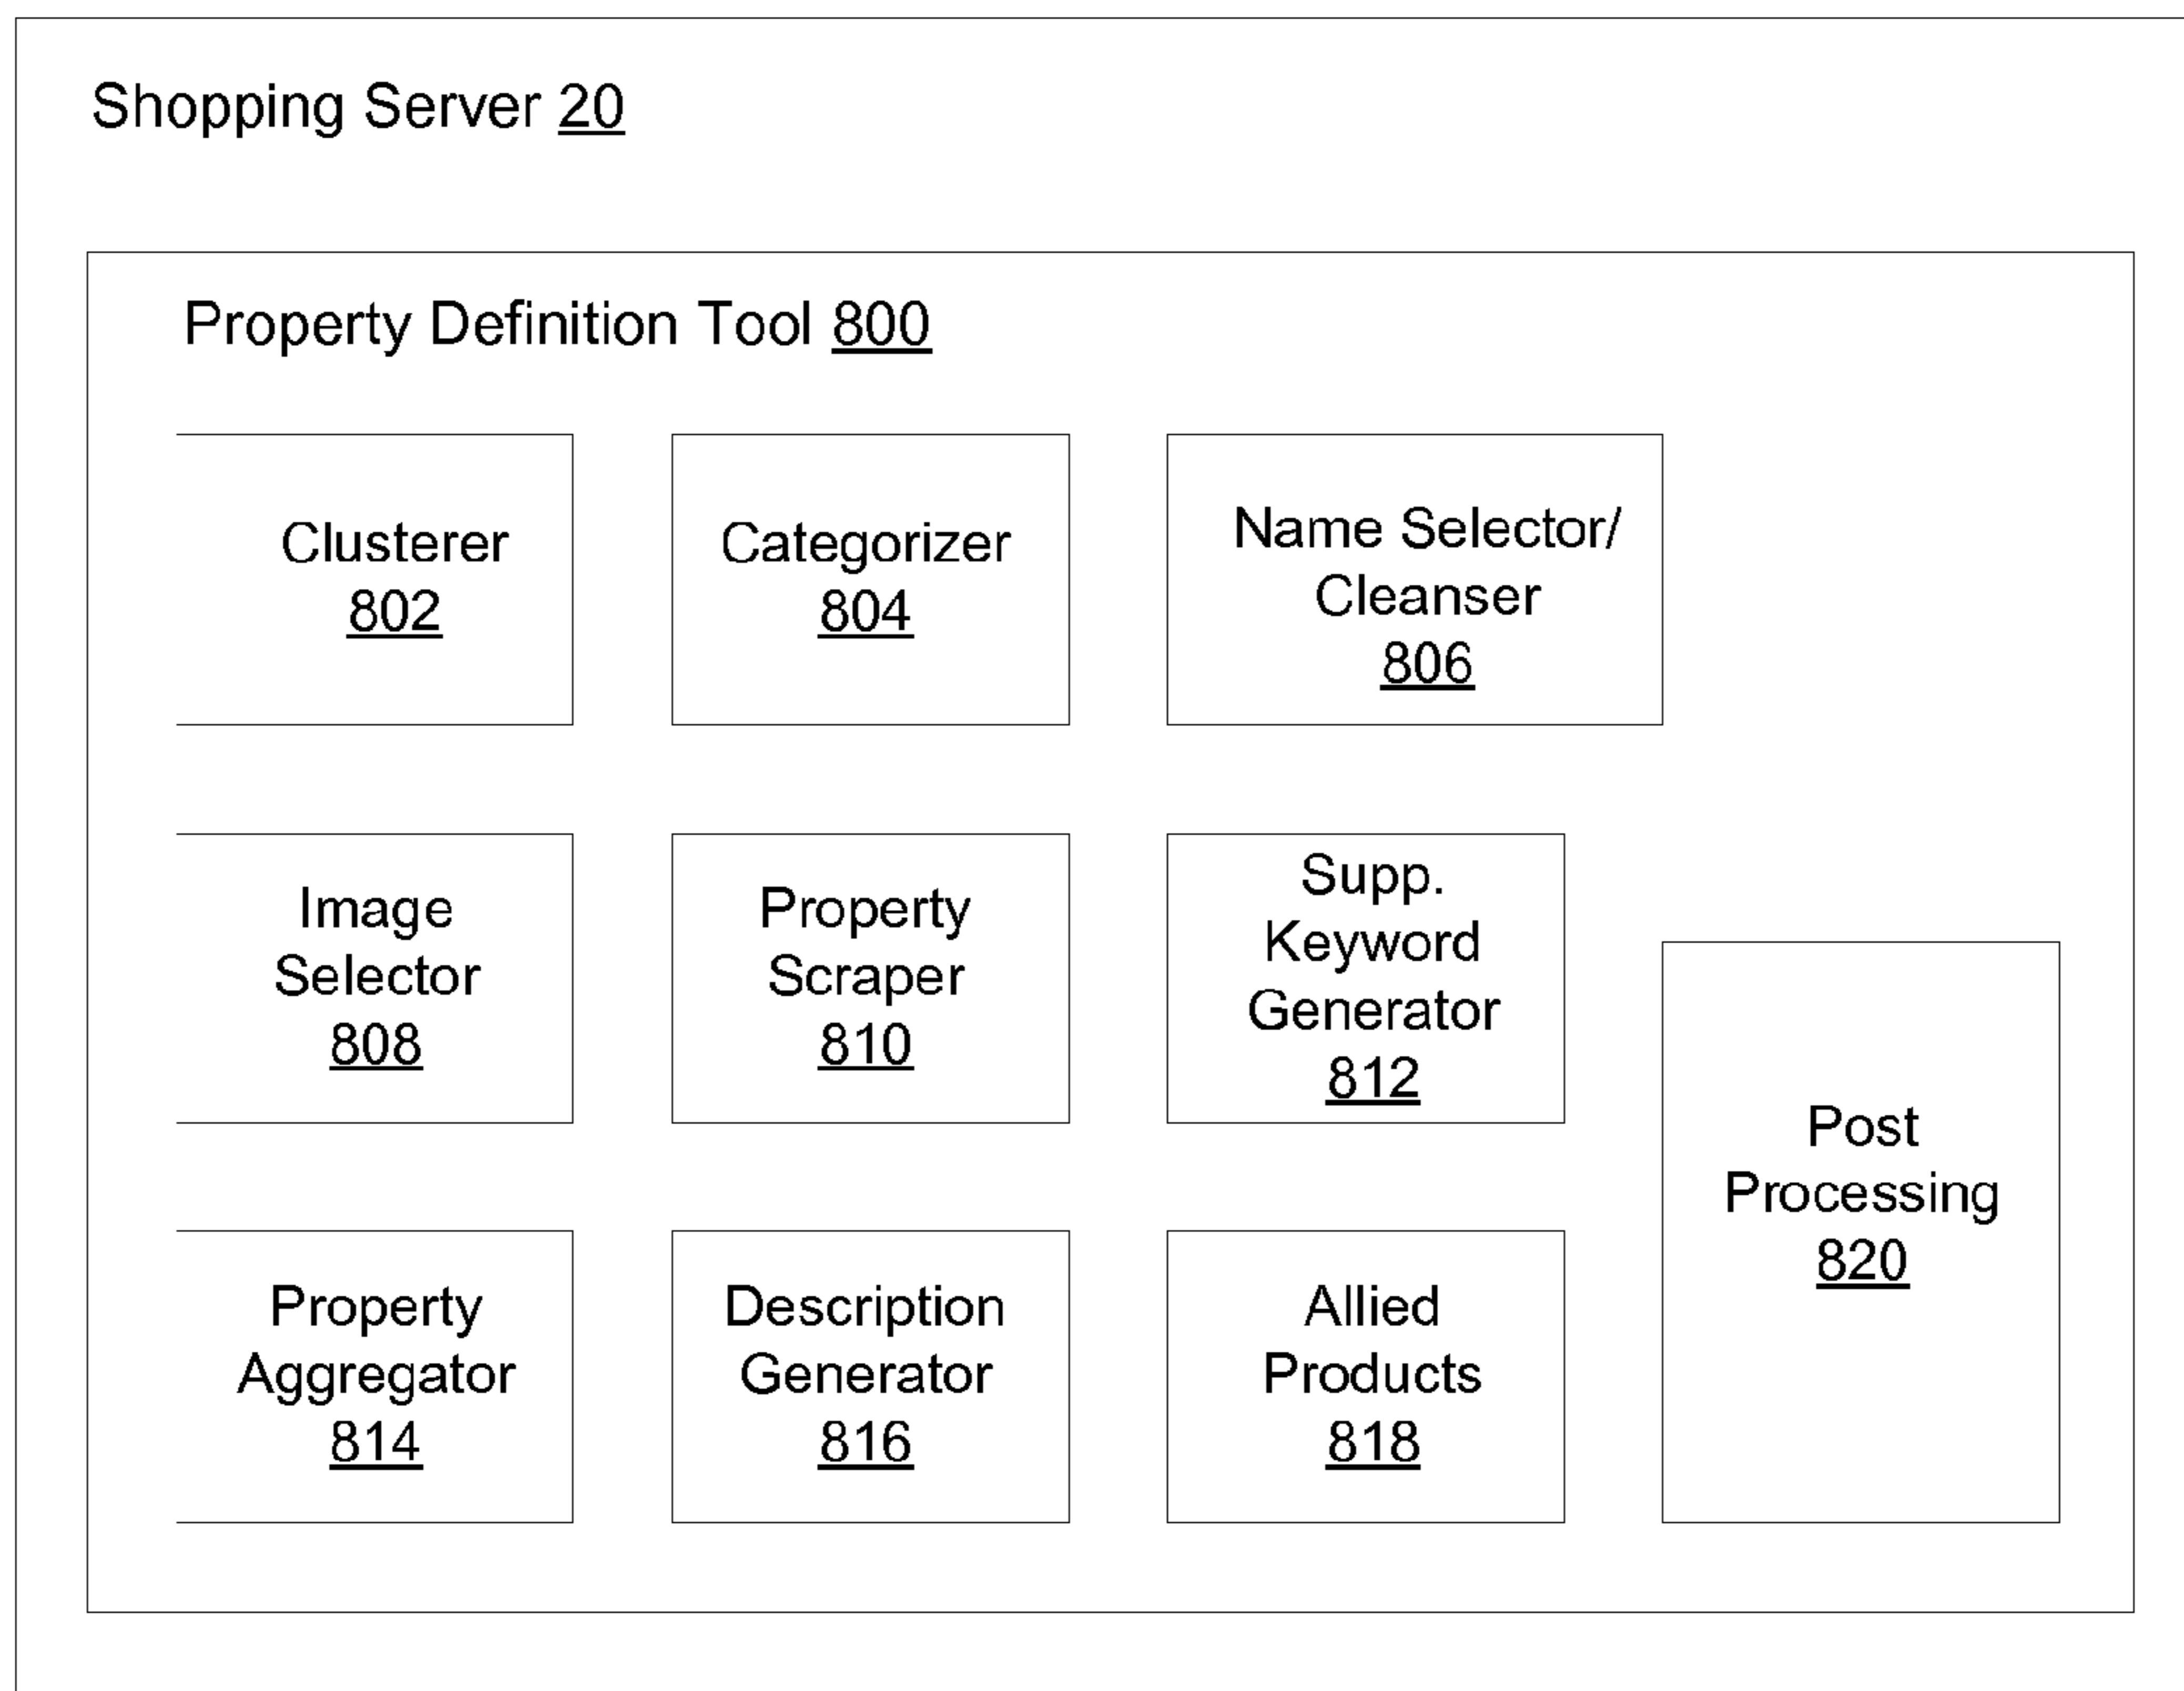 Shopping Server 20
Property Definition Tool 800
Clusterer
802
Categorizer
804
Name Selector/
Cleanser
806
Image
Selector
808
Property
Scraper
810
Supp.
Keyword
Generator
812
Post
Processing
820
Property
Aggregator
814
Description
Generator
816
Allied
Products
818